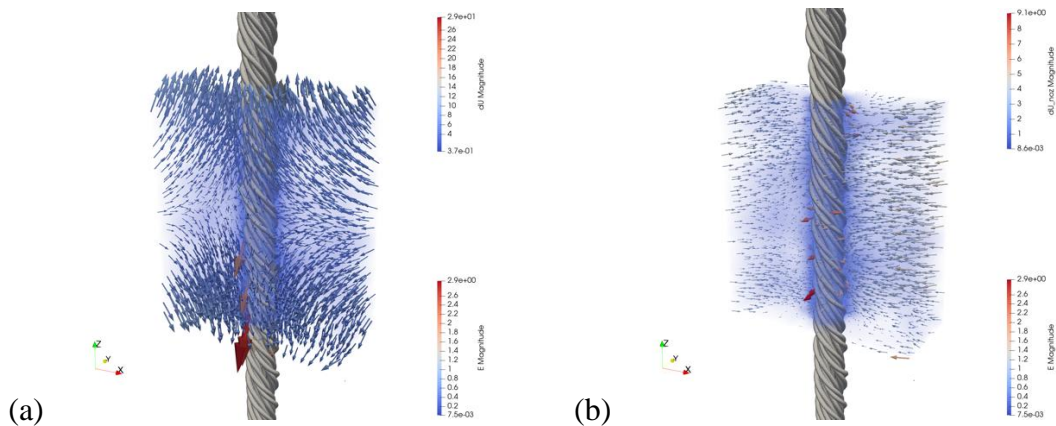 2.9e+01
26
24
22
20
18
16
14
12
10
8
6
4
3.7e-01
dU Magnitude
2.9e+00
2.6
2.4
2.2
2
1.8
1.6
1.4
1.2
1
0.8
0.6
0.4
0.2
7.5e-03
E Magnitude
Z
Y
X
(a)
9.1e+00
8
7
6
5
4
3
2
1
8.6e-03
dU_noz Magnitude
2.9e+00
2.6
2.4
2.2
2
1.8
1.6
1.4
1.2
1
0.8
0.6
0.4
0.2
7.5e-03
E Magnitude
Z
Y
X
(b)